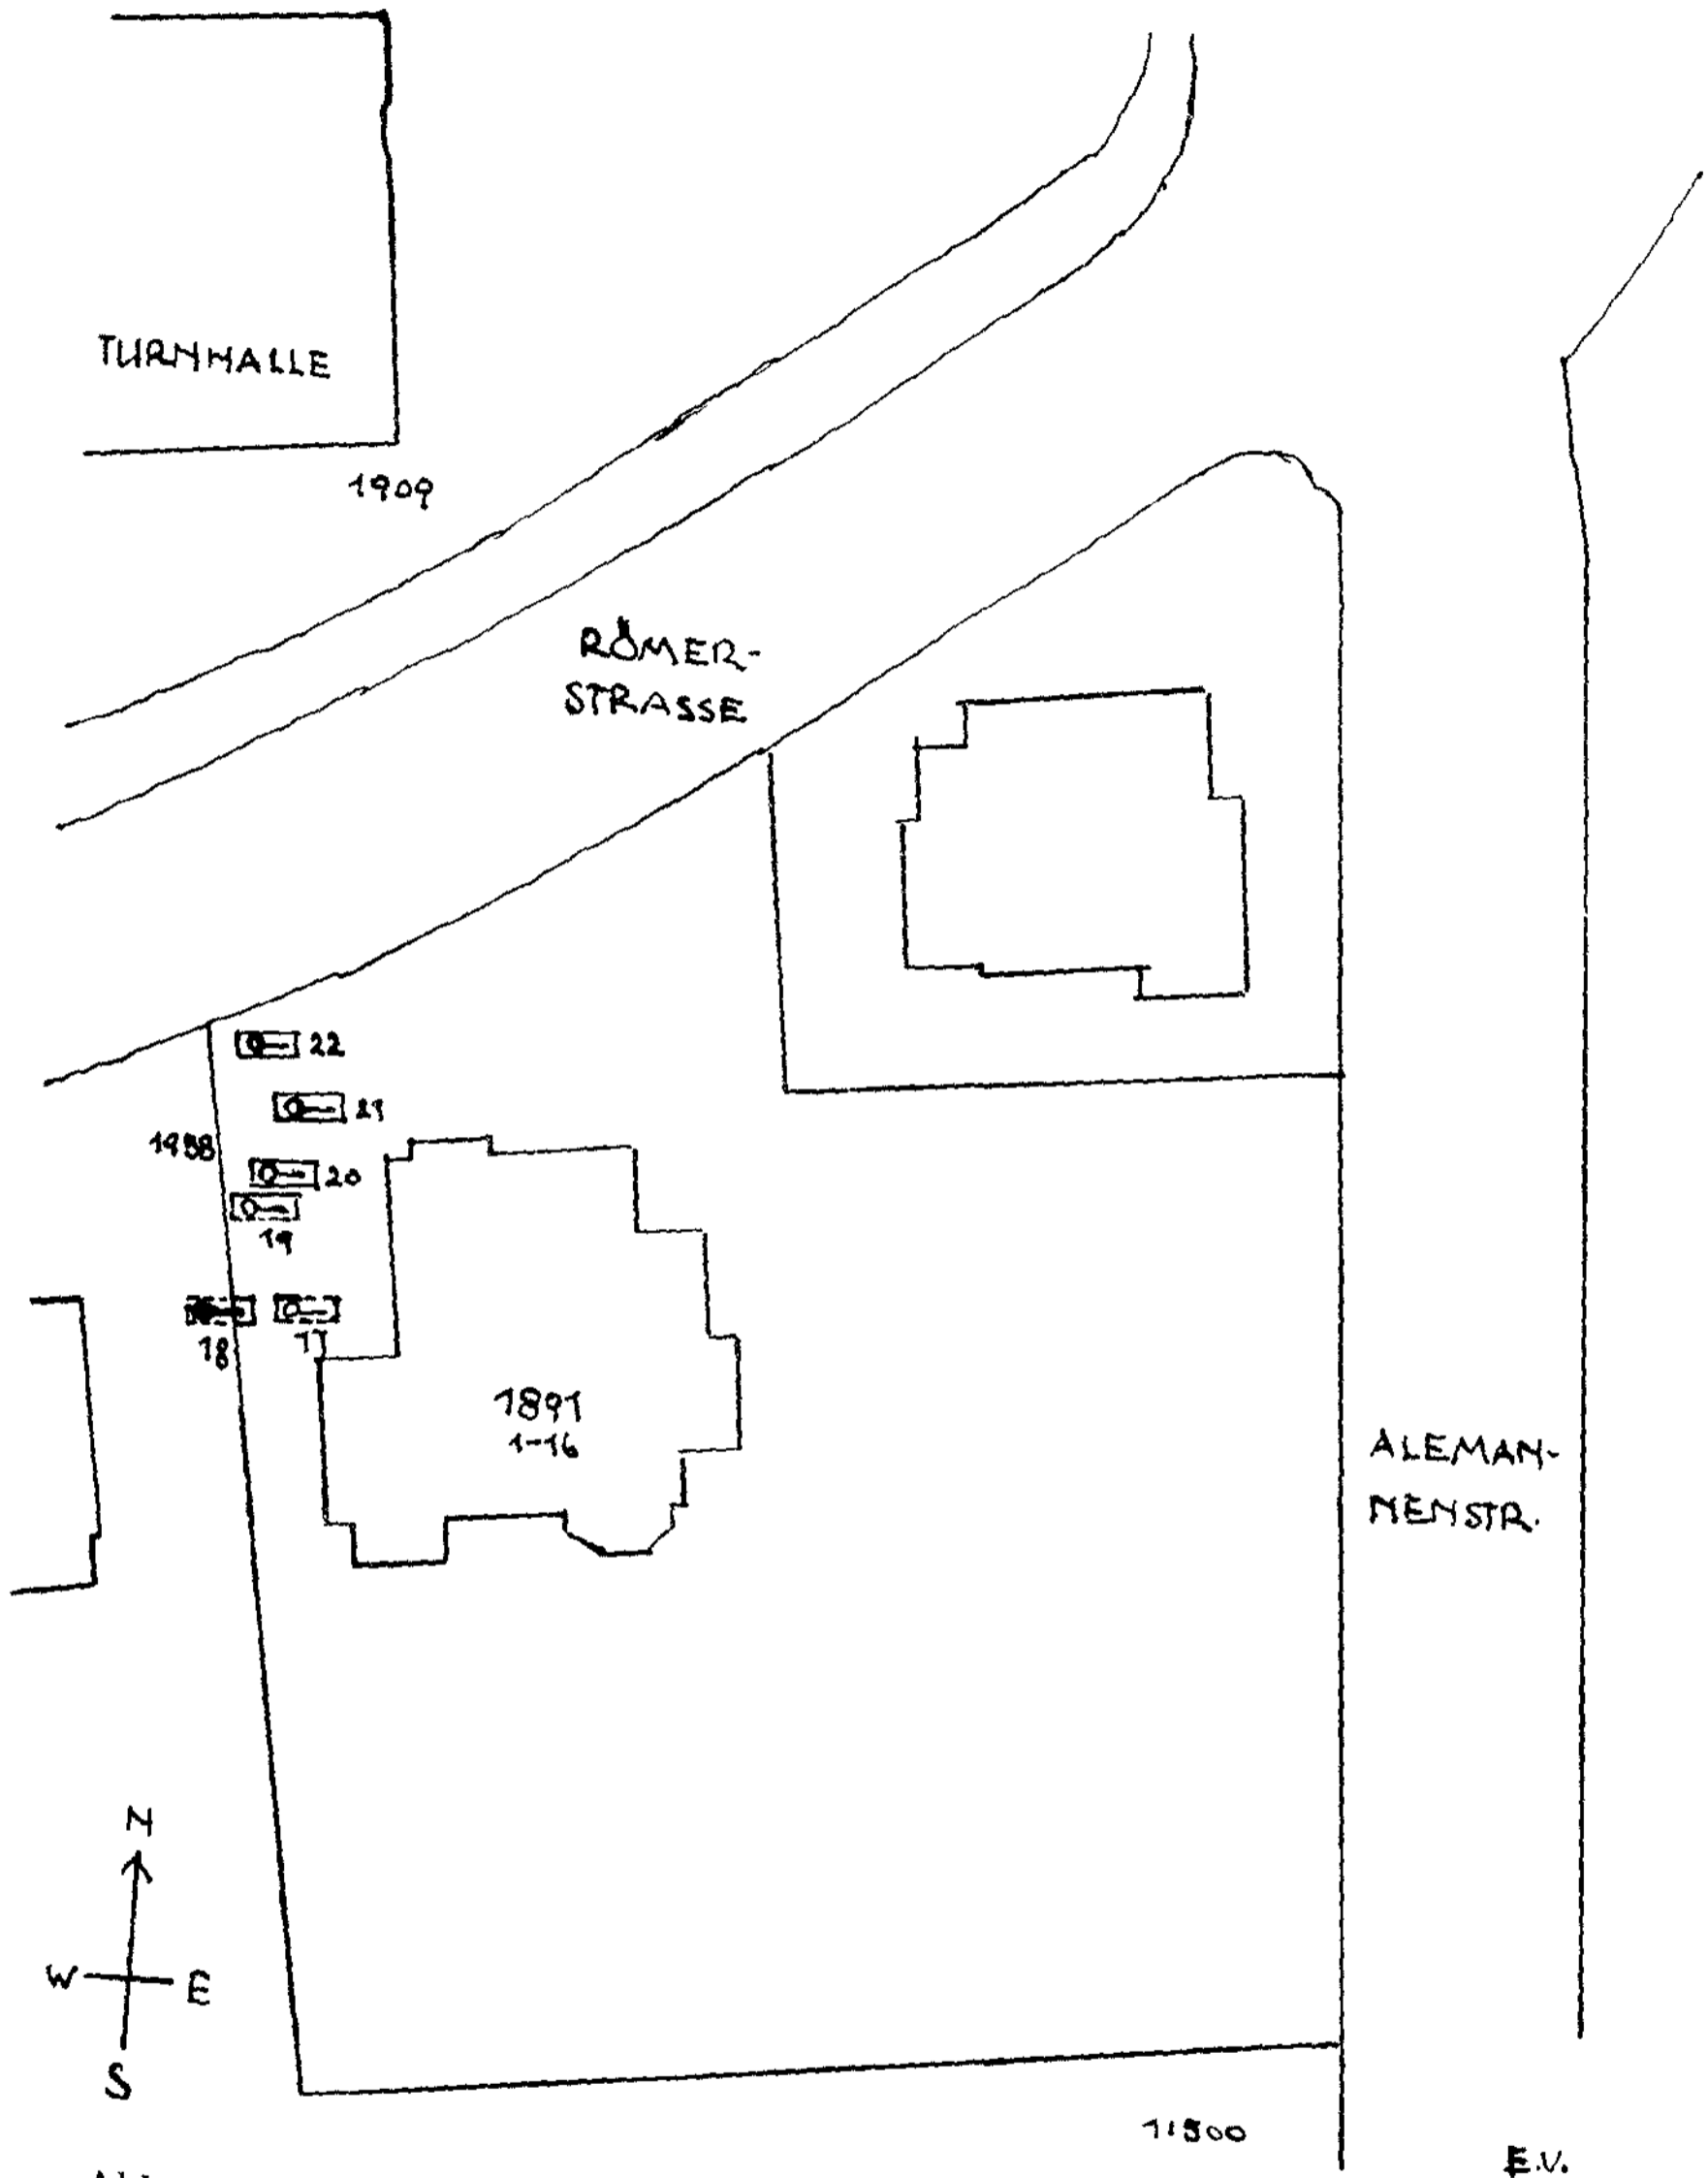 TURNHALLE
1909
RÖMER-
STRASSE
22
21
1938
20
19
18
17
1891
1-16
ALEMAN-
NENSTR.
N
W
E
S
1:500
E.V.